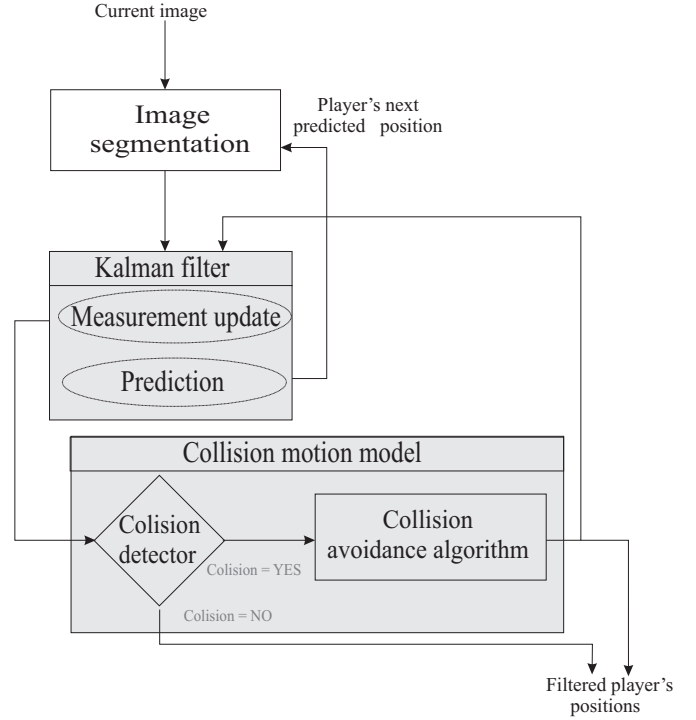 Current image
Image
segmentation
Player's next
predicted position
Kalman filter
Measurement update
Prediction
Collision motion model
Colision
detector
Collision
avoidance algorithm
Colision = YES
Colision = NO
Filtered player's
positions